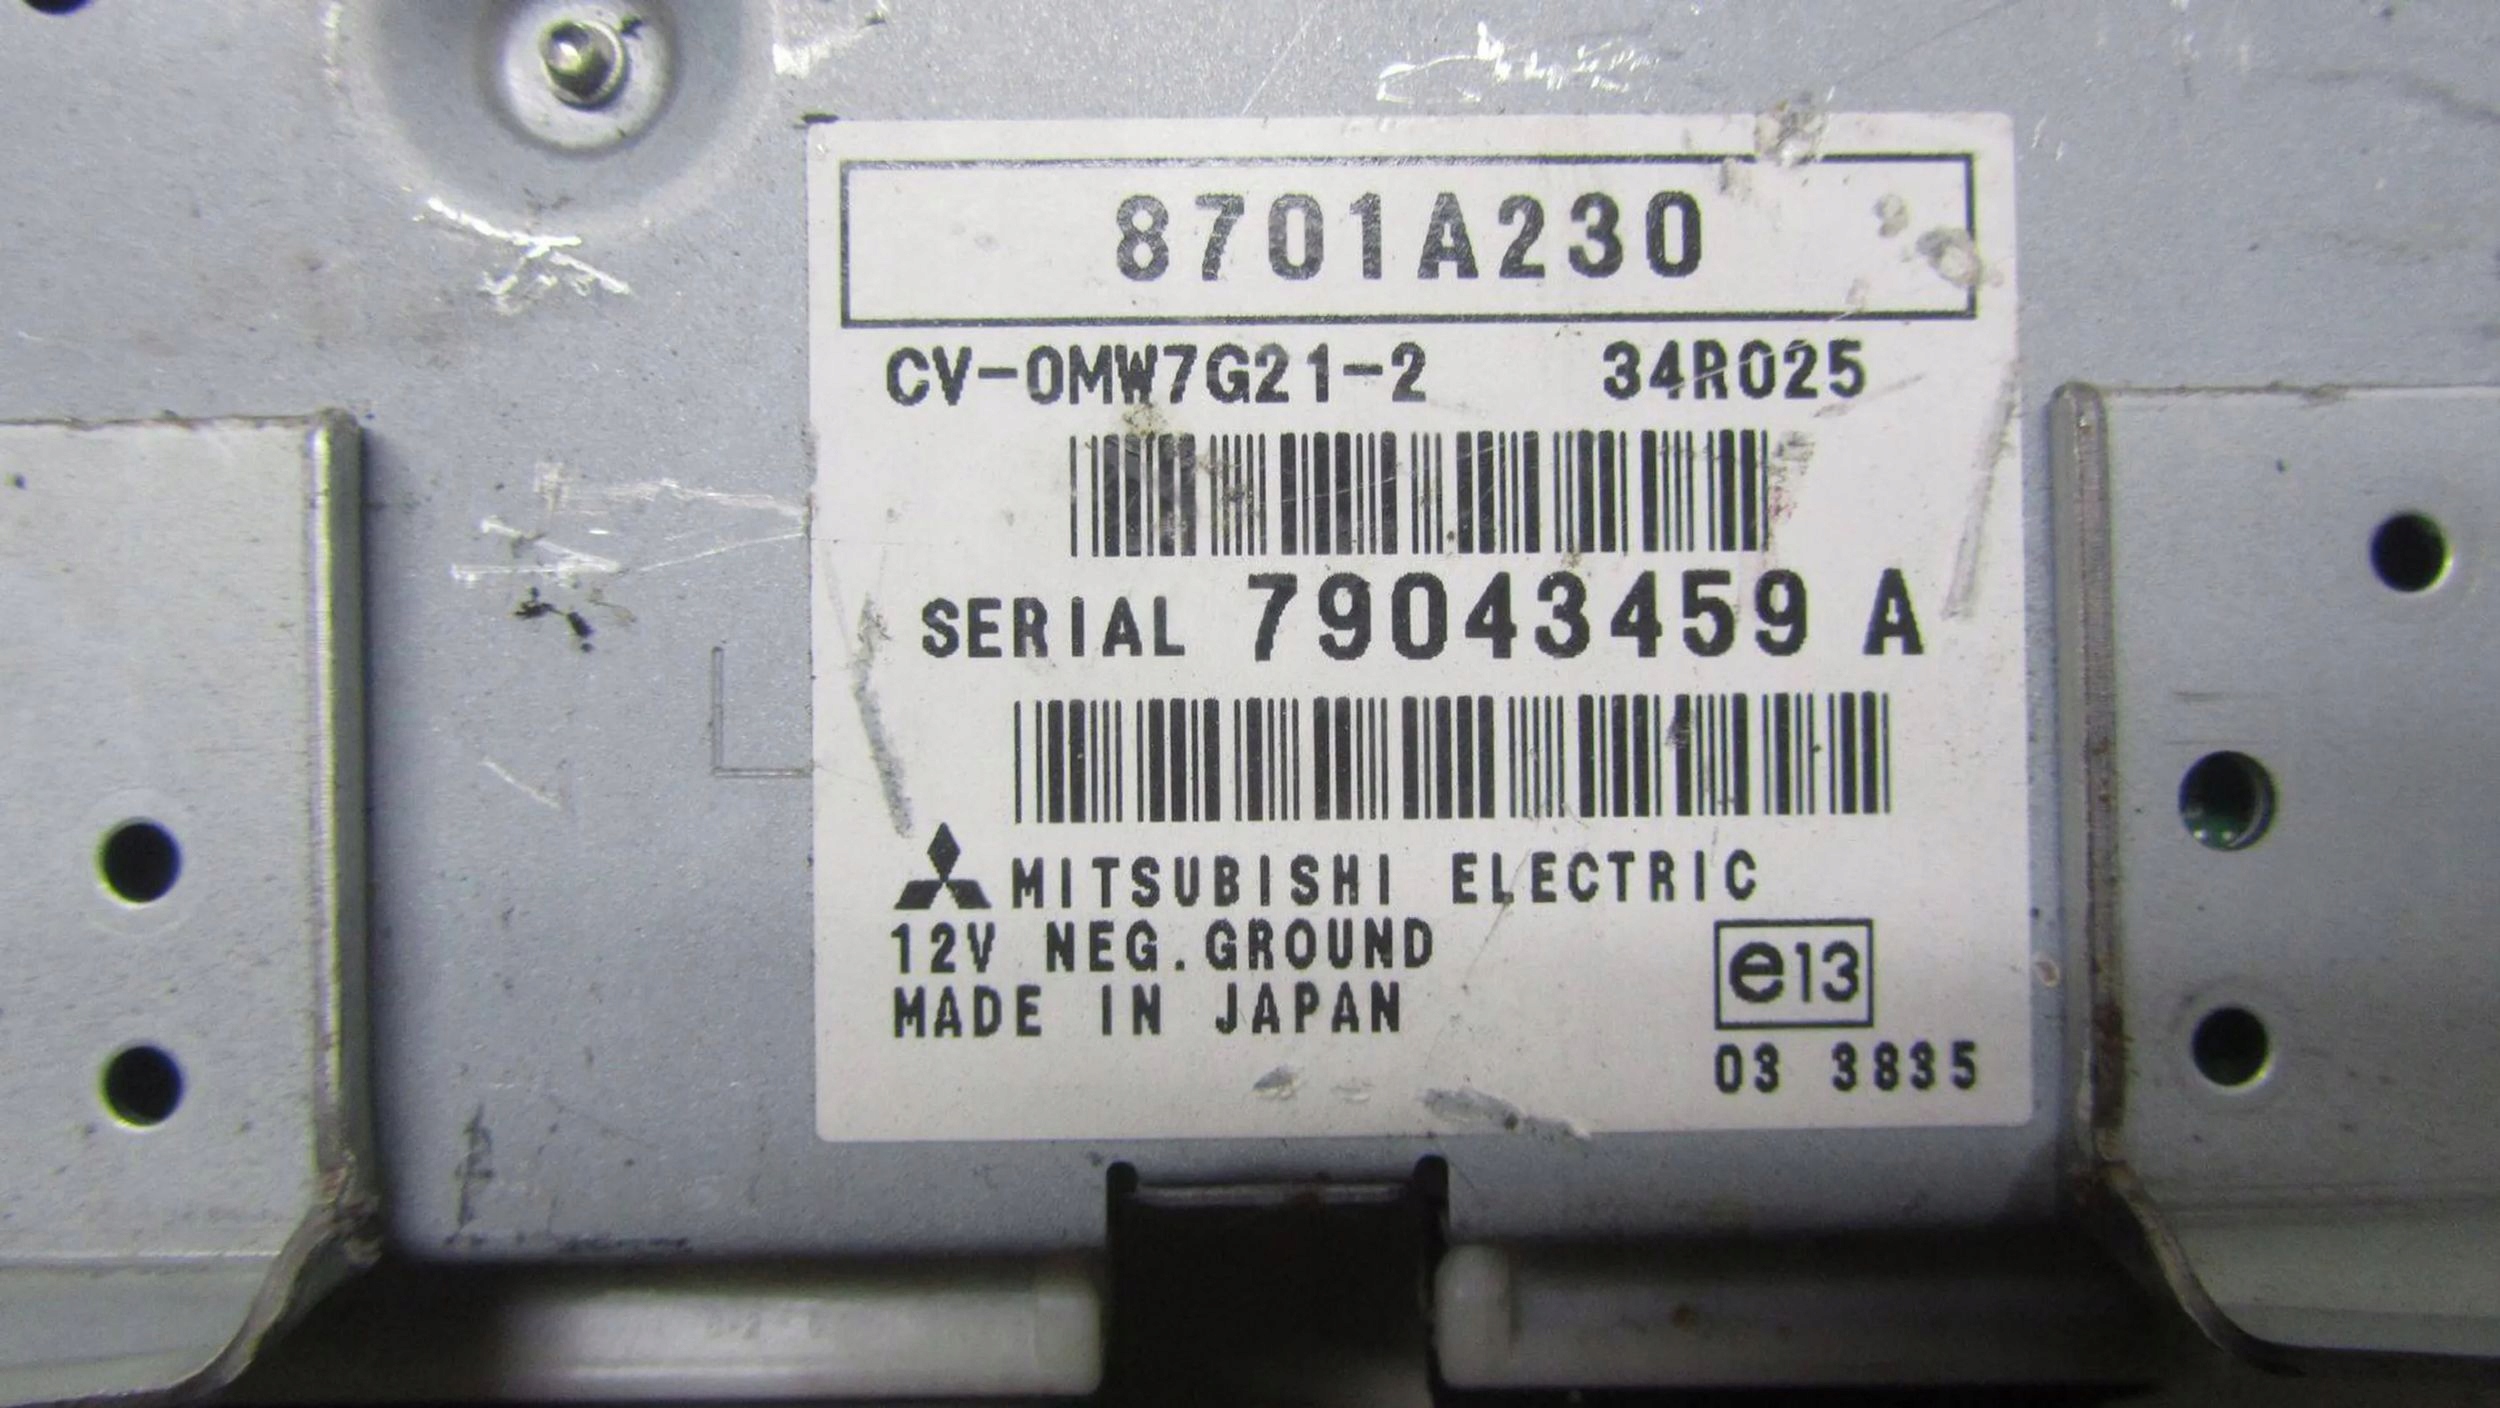 8701A230
CV-0MW7G21-2 34R025
SERIAL 79043459 A
MITSUBISHI ELECTRIC
12V NEG.GROUND
MADE IN JAPAN
e13
03 3835